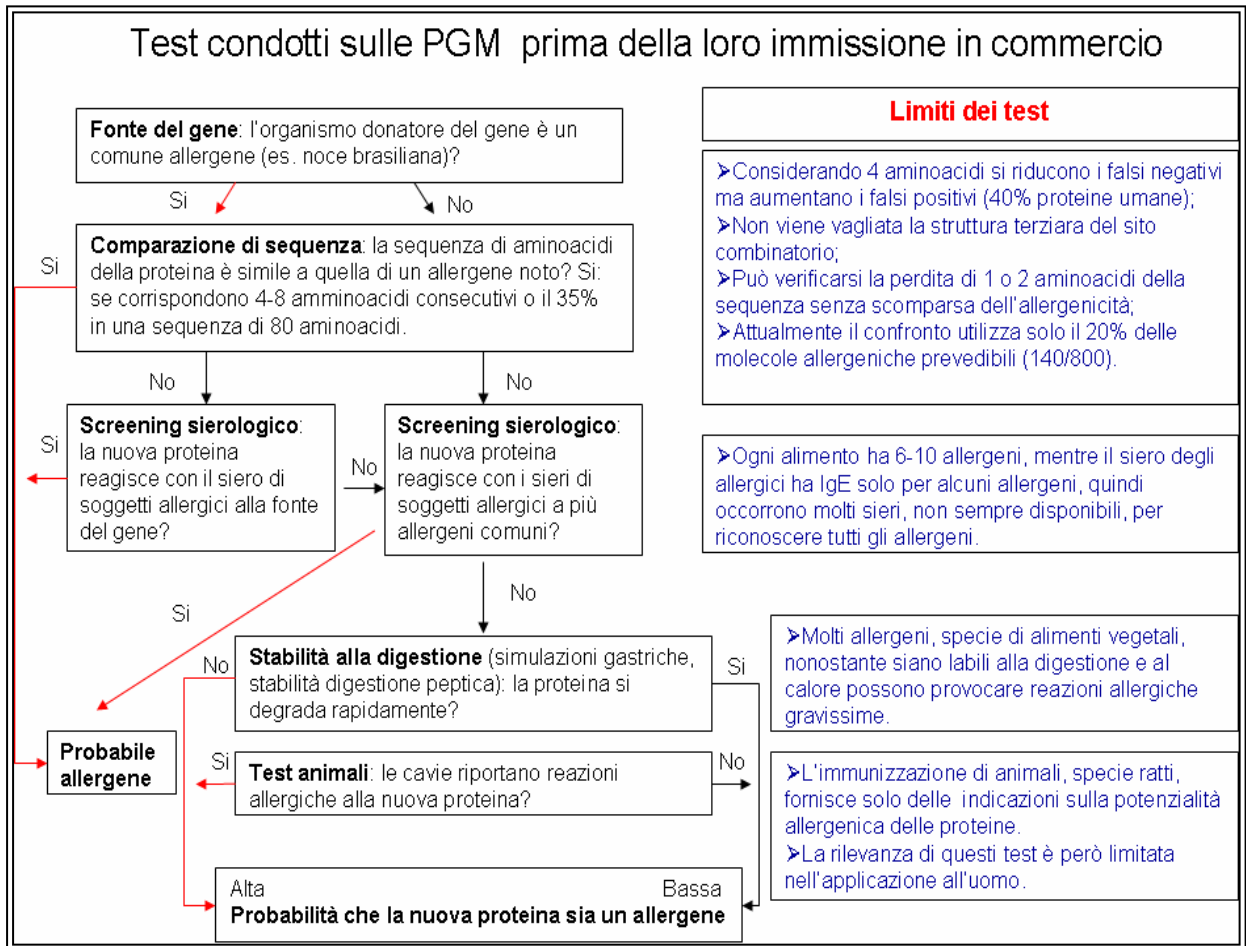 Test condotti sulle PGM prima della loro immissione in commercio
Fonte del gene: l'organismo donatore del gene è un
comune allergene (es. noce brasiliana)?
Si
No
Comparazione di sequenza: la sequenza di aminoacidi
della proteina è simile a quella di un allergene noto? Si:
se corrispondono 4-8 amminoacidi consecutivi o il 35%
in una sequenza di 80 aminoacidi.
Si
No
No
Screening sierologico:
la nuova proteina
reagisce con il siero di
soggetti allergici alla fonte
del gene?
Si
No
Screening sierologico:
la nuova proteina
reagisce con i sieri di
soggetti allergici a più
allergeni comuni?
Si
No
Stabilità alla digestione (simulazioni gastriche,
stabilità digestione peptica): la proteina si
degrada rapidamente?
No
Si
Probabile
allergene
Si
Test animali: le cavie riportano reazioni
allergiche alla nuova proteina?
No
Alta
Bassa
Probabilità che la nuova proteina sia un allergene
Limiti dei test
➤Considerando 4 aminoacidi si riducono i falsi negativi
ma aumentano i falsi positivi (40% proteine umane);
➤Non viene vagliata la struttura terziara del sito
combinatorio;
➤Può verificarsi la perdita di 1 o 2 aminoacidi della
sequenza senza scomparsa dell'allergenicità;
➤Attualmente il confronto utilizza solo il 20% delle
molecole allergeniche prevedibili (140/800).
➤Ogni alimento ha 6-10 allergeni, mentre il siero degli
allergici ha IgE solo per alcuni allergeni, quindi
occorrono molti sieri, non sempre disponibili, per
riconoscere tutti gli allergeni.
➤Molti allergeni, specie di alimenti vegetali,
nonostante siano labili alla digestione e al
calore possono provocare reazioni allergiche
gravissime.
➤L'immunizzazione di animali, specie ratti,
fornisce solo delle indicazioni sulla potenzialità
allergenica delle proteine.
➤La rilevanza di questi test è però limitata
nell'applicazione all'uomo.